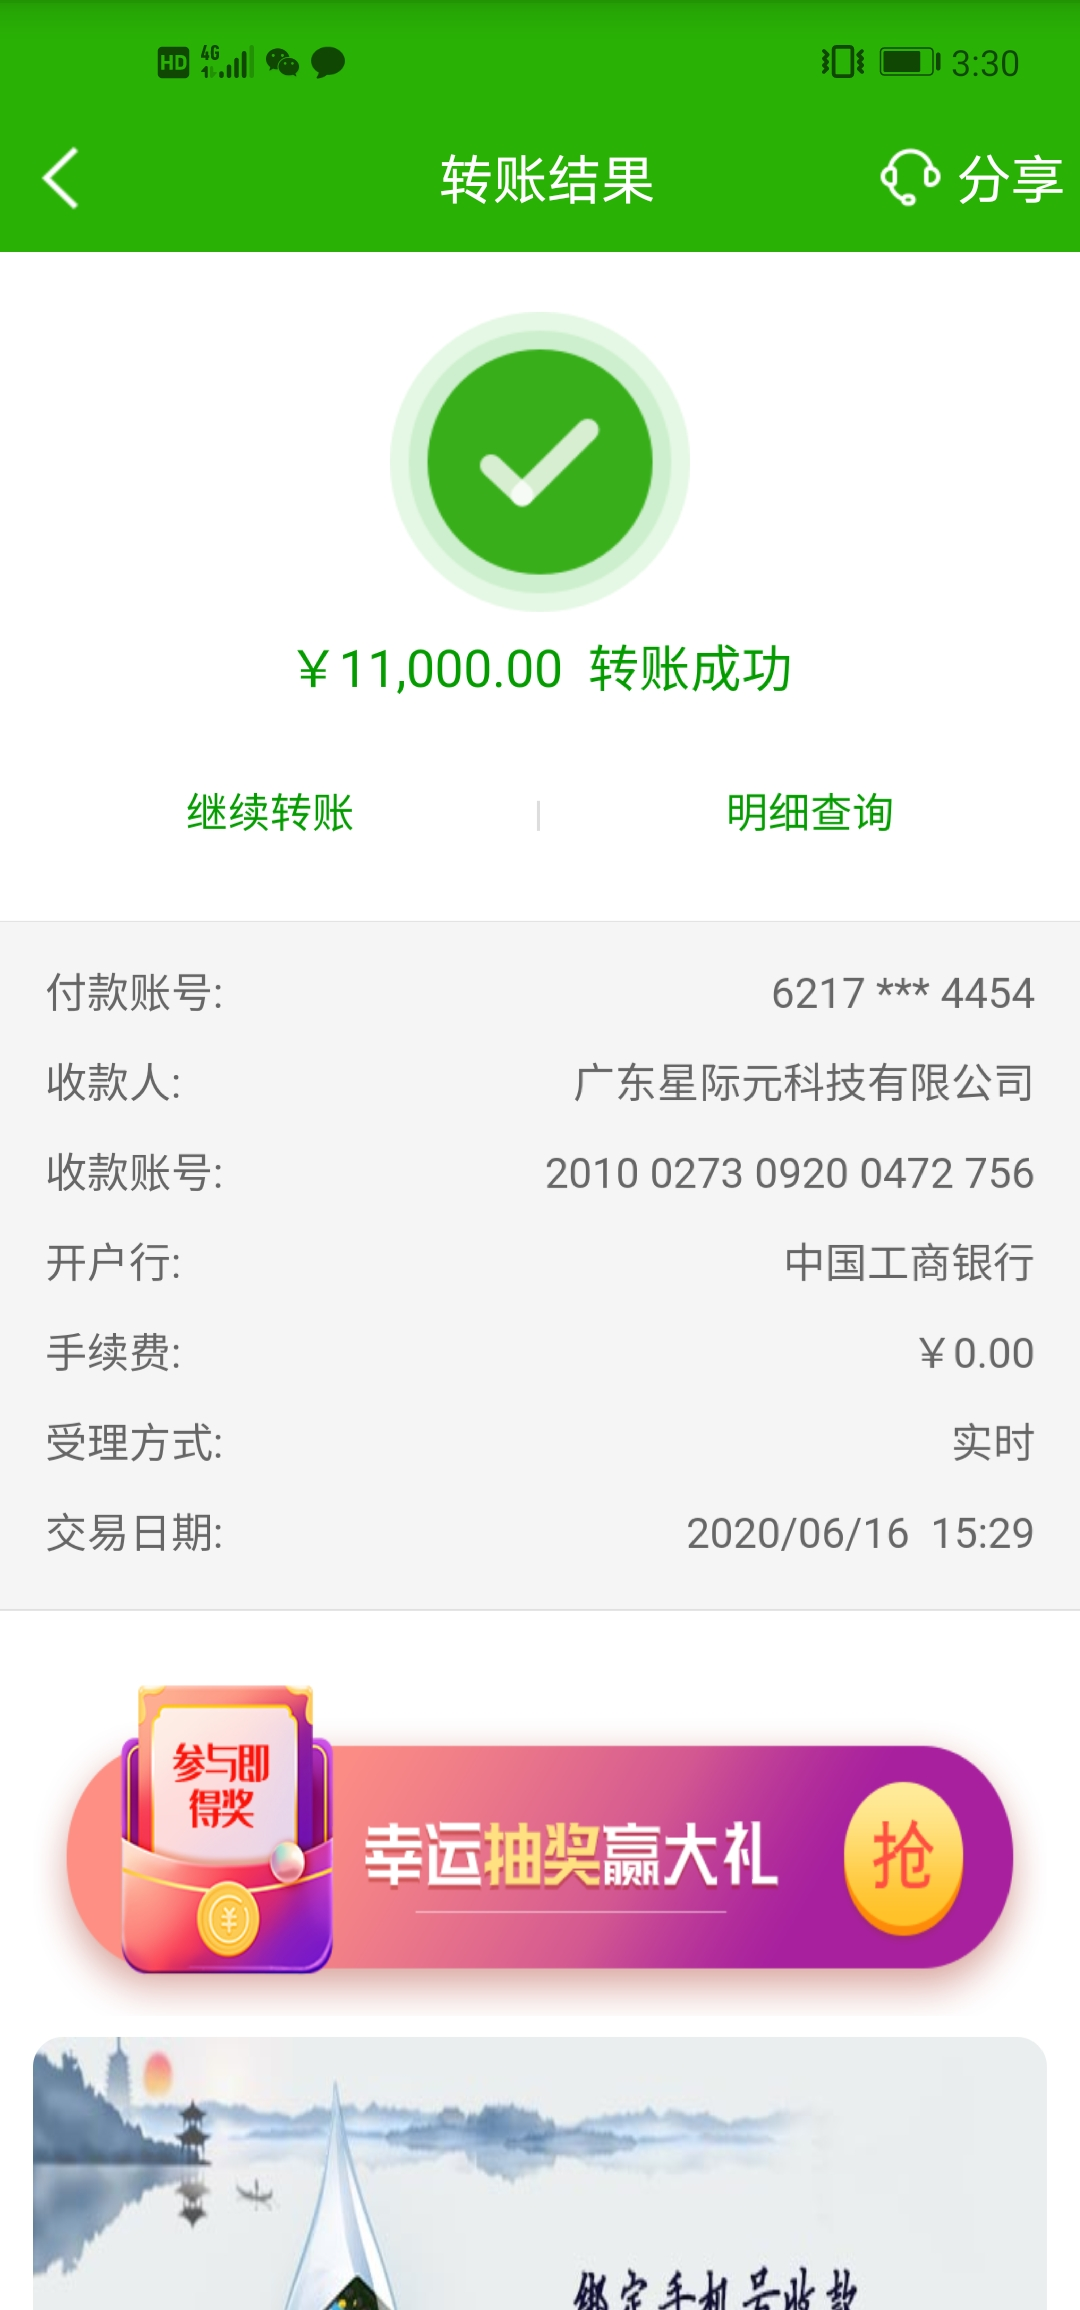 HD 4G 3:30
转账结果 分享
￥11,000.00 转账成功
继续转账 明细查询
付款账号: 6217 *** 4454
收款人: 广东星际元科技有限公司
收款账号: 2010 0273 0920 0472 756
开户行: 中国工商银行
手续费: ￥0.00
受理方式: 实时
交易日期: 2020/06/16 15:29
参与即
得奖
幸运抽奖赢大礼 抢
绑定手机号收款